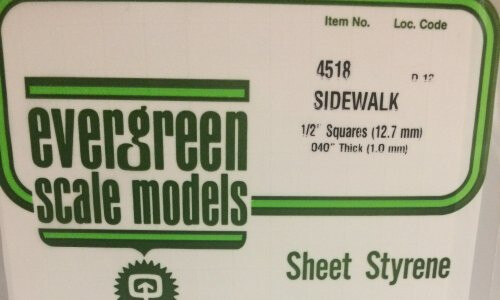 Item No. Loc. Code
4518 D 12
SIDEWALK
1/2" Squares (12.7 mm)
.040" Thick (1.0 mm)
evergreen
scale models
Sheet Styrene